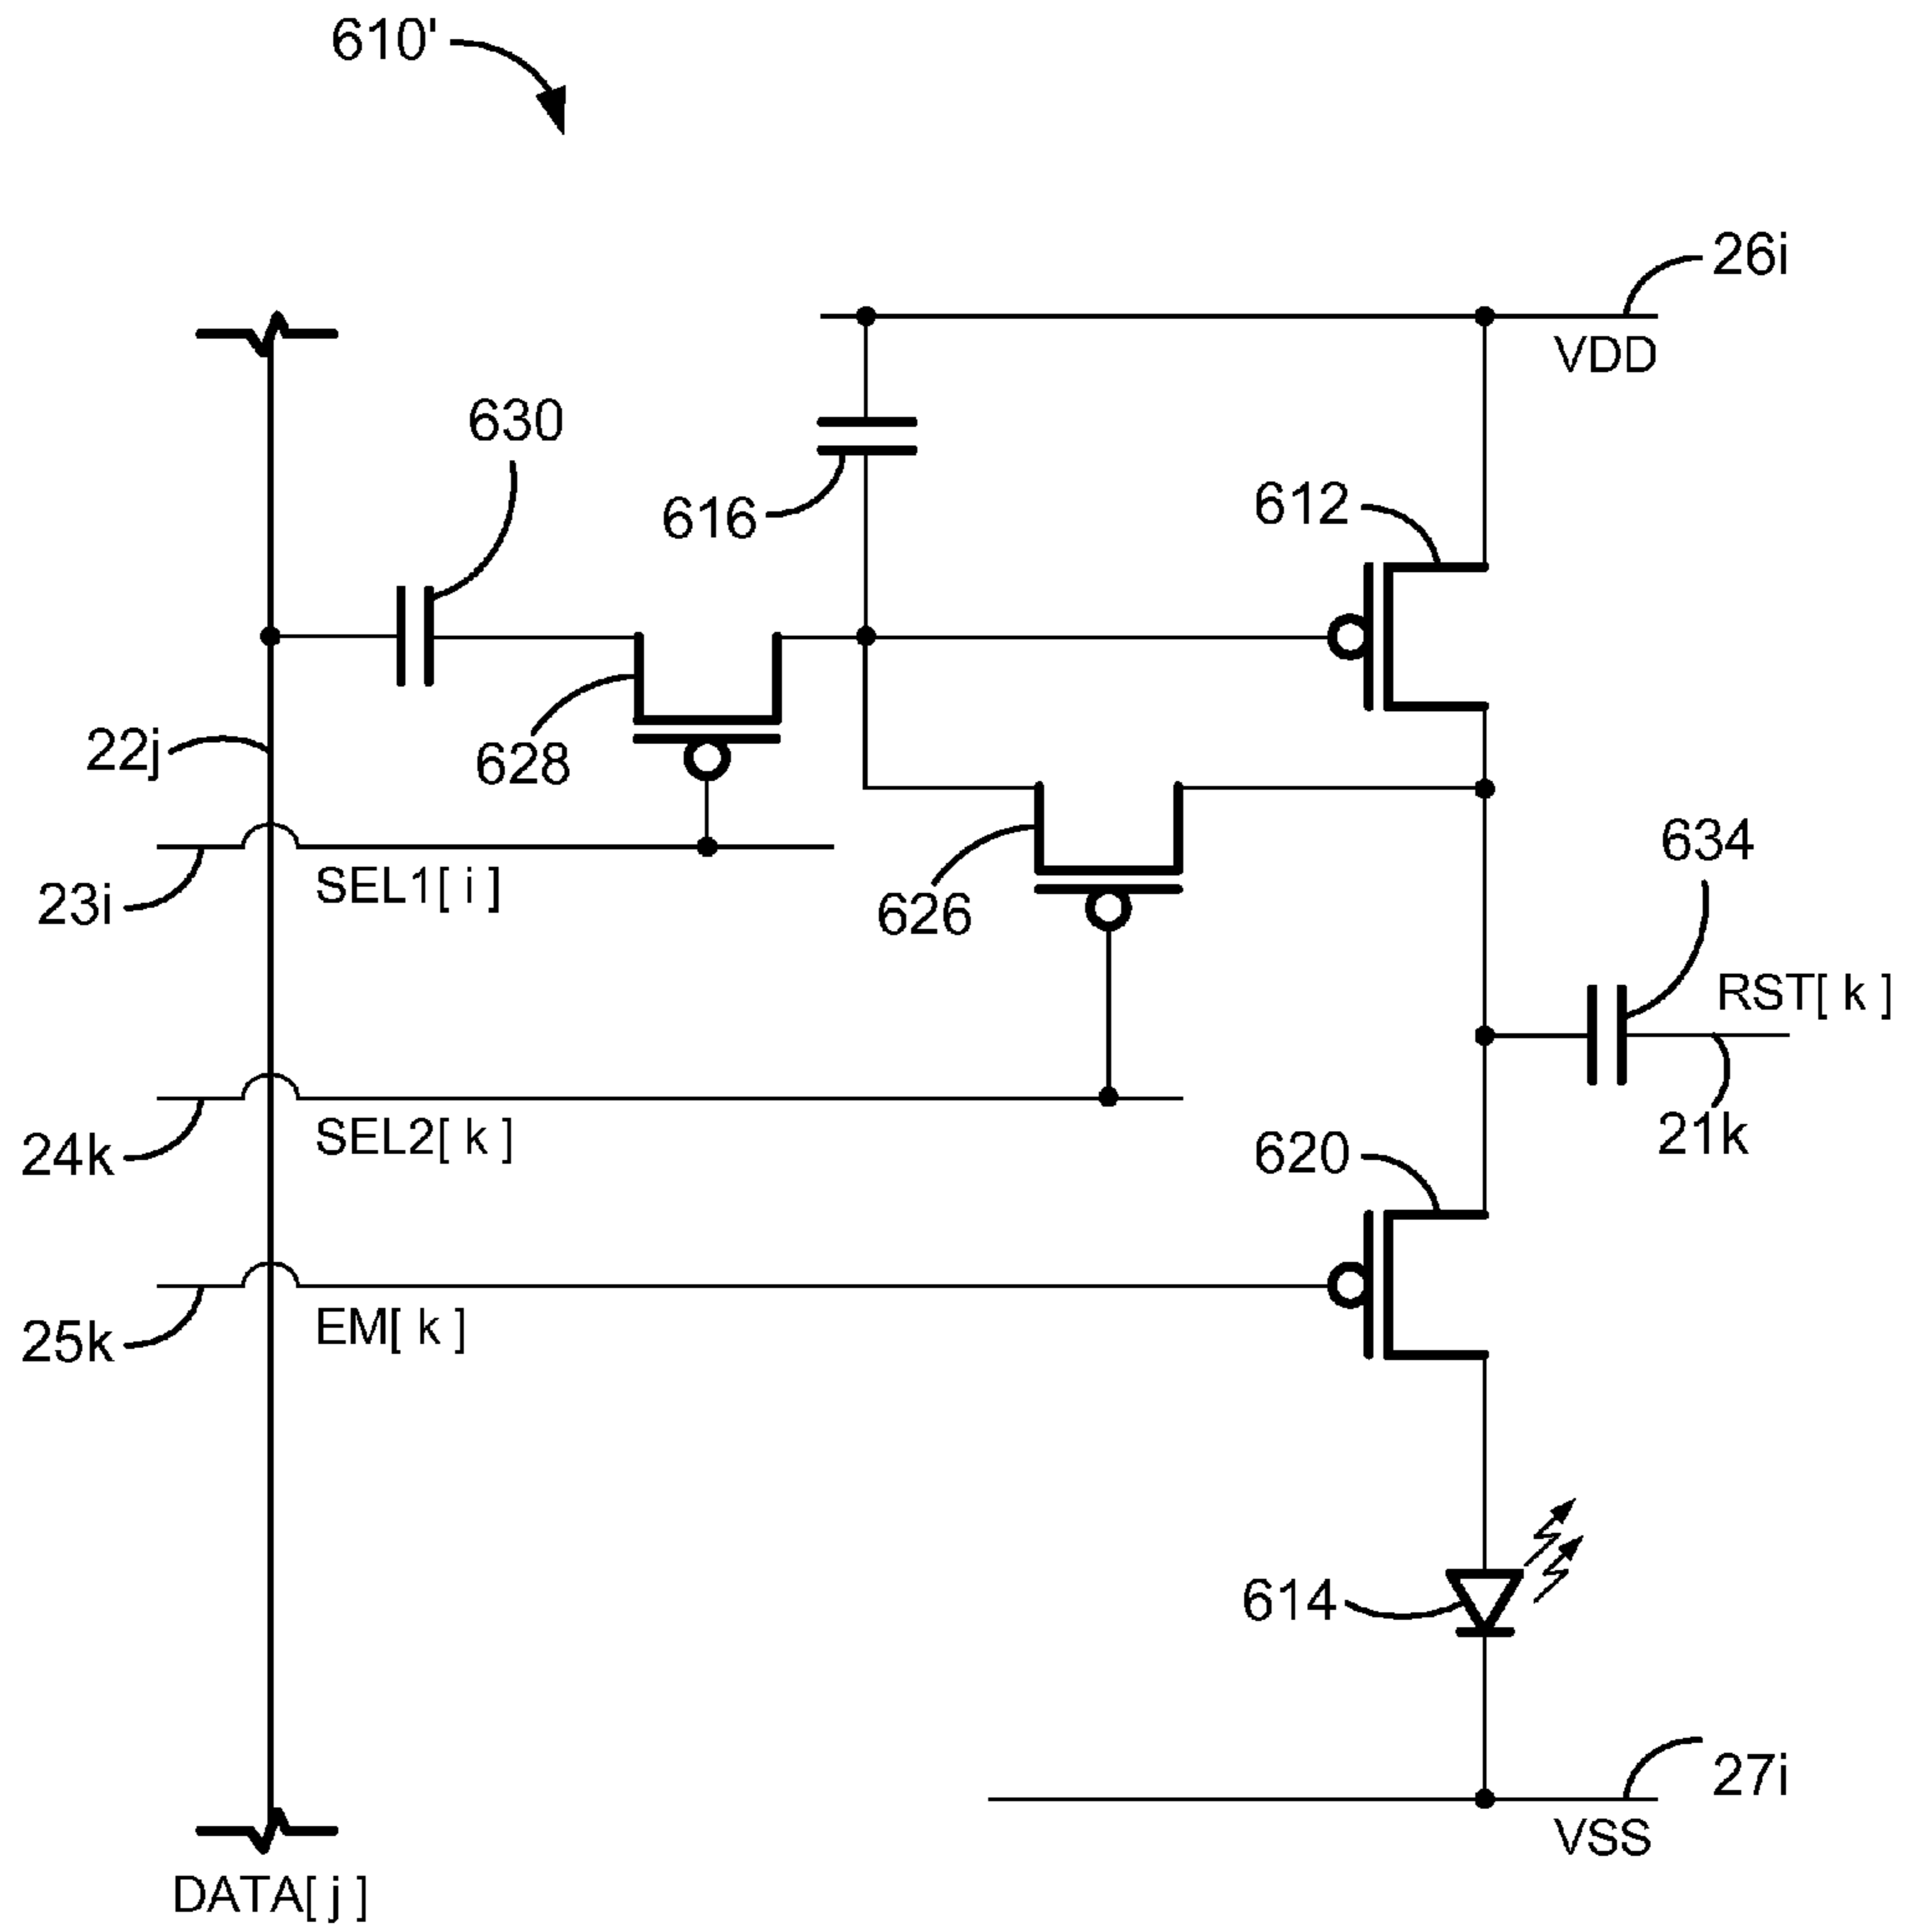 610'
26i
VDD
630
616
612
22j
628
634
SEL1[ i ]
23i
626
RST[ k ]
24k
SEL2[ k ]
620
21k
25k
EM[ k ]
614
27i
VSS
DATA[ j ]